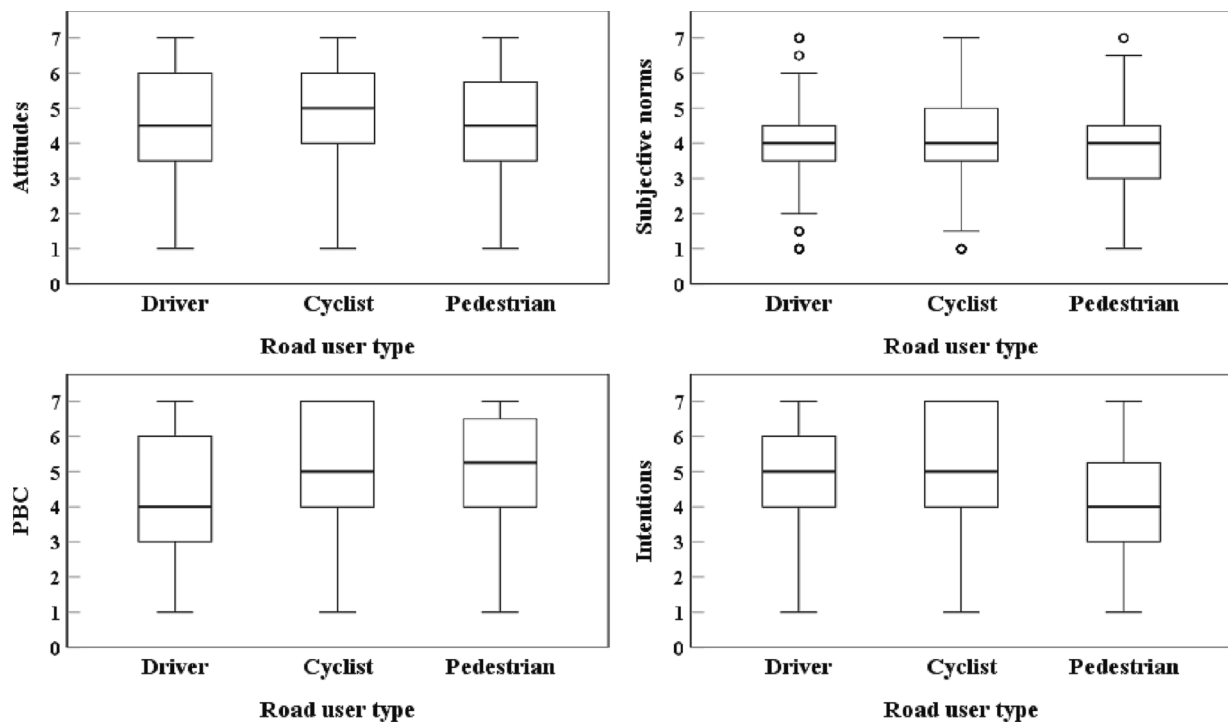 Attitudes
7
6
5
4
3
2
1
0
Driver Cyclist Pedestrian
Road user type
Subjective norms
7
6
5
4
3
2
1
0
Driver Cyclist Pedestrian
Road user type
PBC
7
6
5
4
3
2
1
0
Driver Cyclist Pedestrian
Road user type
Intentions
7
6
5
4
3
2
1
0
Driver Cyclist Pedestrian
Road user type